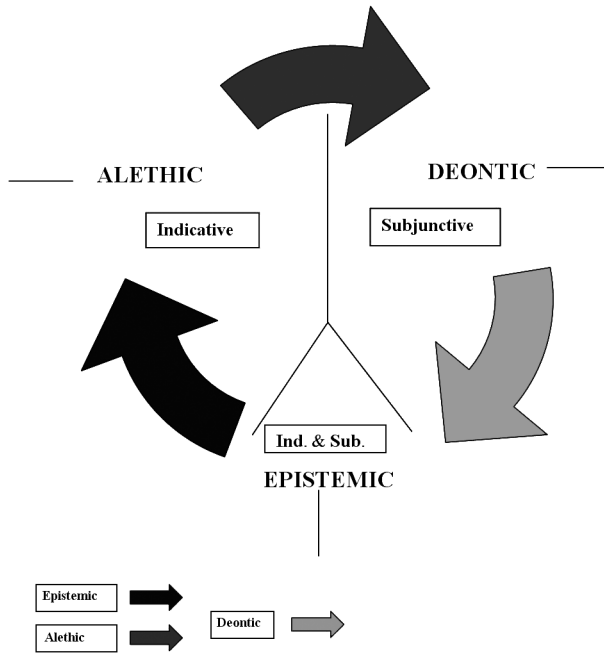 ALETHIC
DEONTIC
Indicative
Subjunctive
Ind. & Sub.
EPISTEMIC
Epistemic
Alethic
Deontic